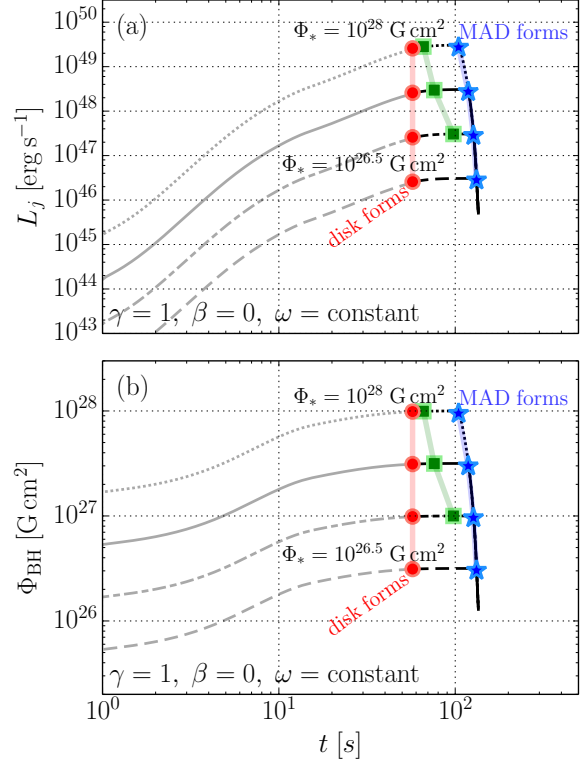 10^{50}
(a)
Φ_* = 10^{28} G cm^2
MAD forms
10^{49}
10^{48}
10^{47}
Φ_* = 10^{26.5} G cm^2
10^{46}
disk forms
10^{45}
10^{44}
γ = 1, β = 0, ω = constant
10^{43}
L_j [erg s^{-1}]
(b)
Φ_* = 10^{28} G cm^2
MAD forms
10^{28}
10^{27}
Φ_* = 10^{26.5} G cm^2
10^{26}
disk forms
γ = 1, β = 0, ω = constant
Φ_{BH} [G cm^2]
10^0 10^1 10^2
t [s]